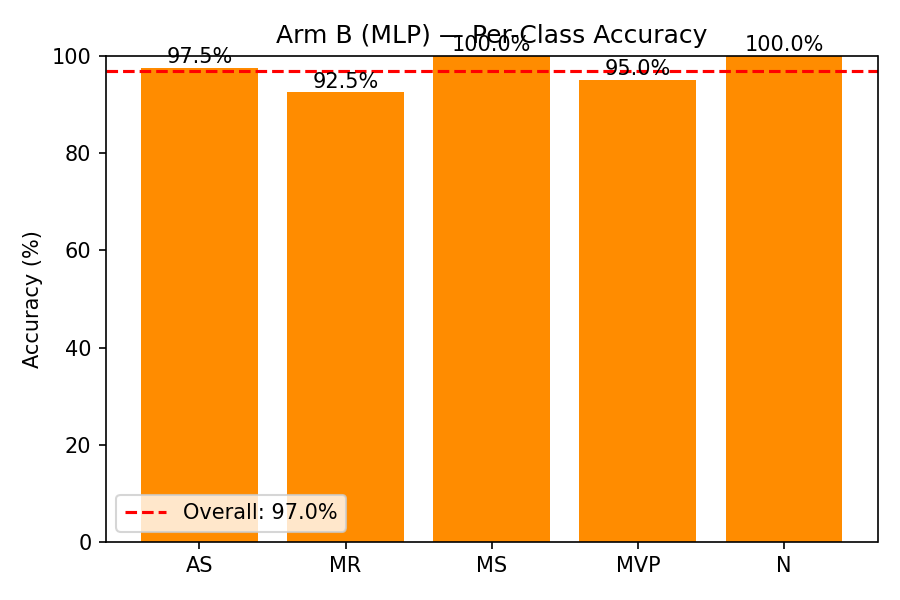 Arm B (MLP) — Per-Class Accuracy
97.5%
92.5%
100.0%
95.0%
100.0%
100
80
60
40
20
0
Accuracy (%)
Overall: 97.0%
AS
MR
MS
MVP
N